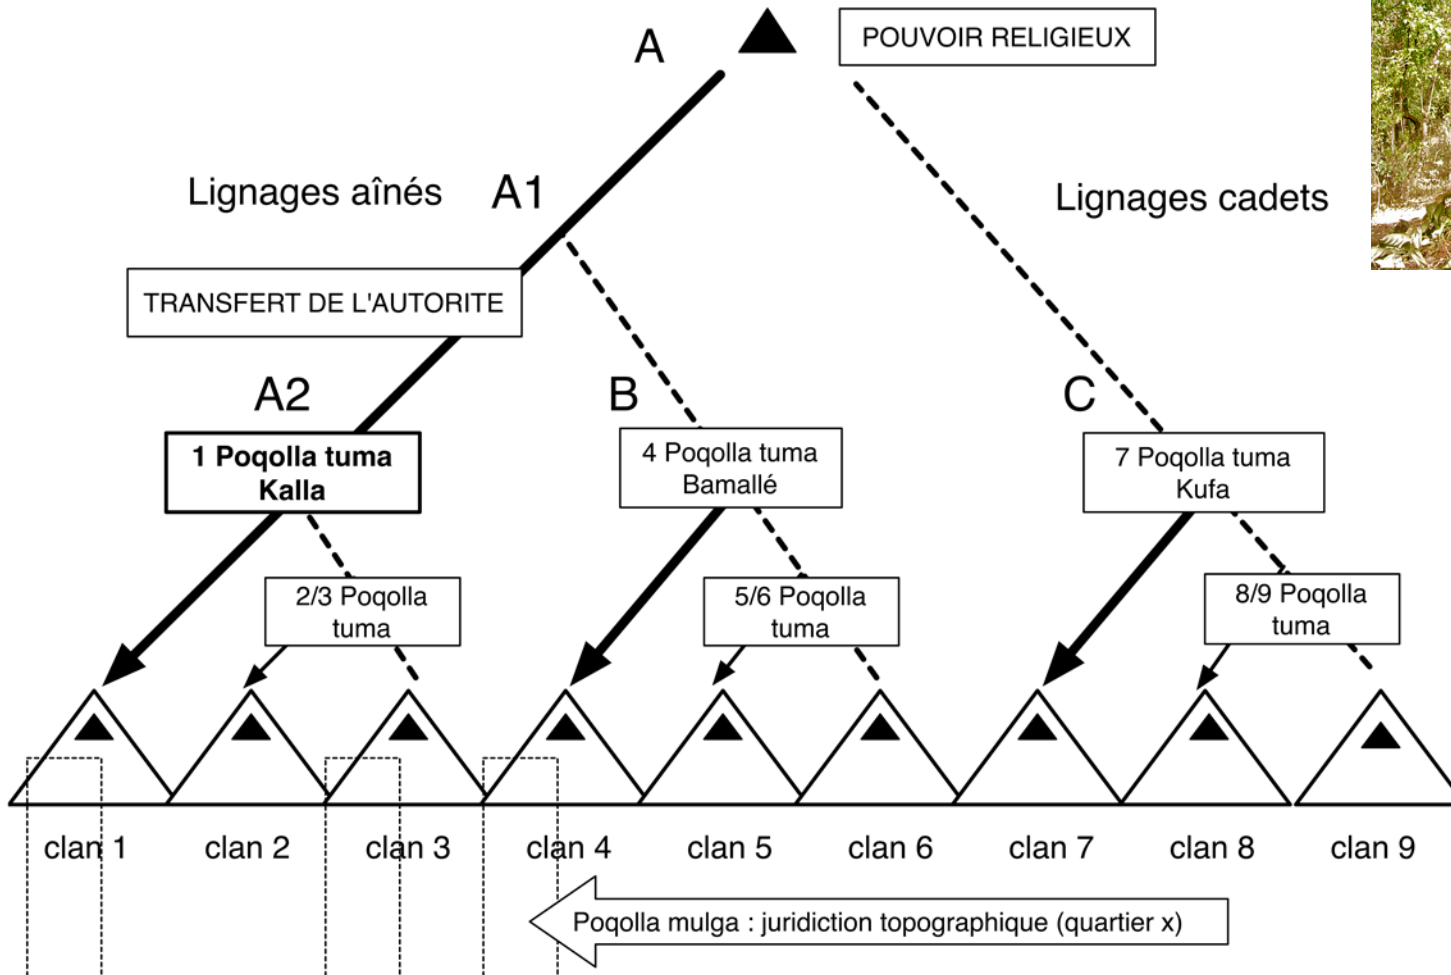 A
POUVOIR RELIGIEUX
Lignages aînés
A1
Lignages cadets
TRANSFERT DE L'AUTORITE
A2
B
C
1 Poqolla tuma
Kalla
4 Poqolla tuma
Bamallé
7 Poqolla tuma
Kufa
2/3 Poqolla
tuma
5/6 Poqolla
tuma
8/9 Poqolla
tuma
clan 1
clan 2
clan 3
clan 4
clan 5
clan 6
clan 7
clan 8
clan 9
Poqolla mulga : juridiction topographique (quartier x)